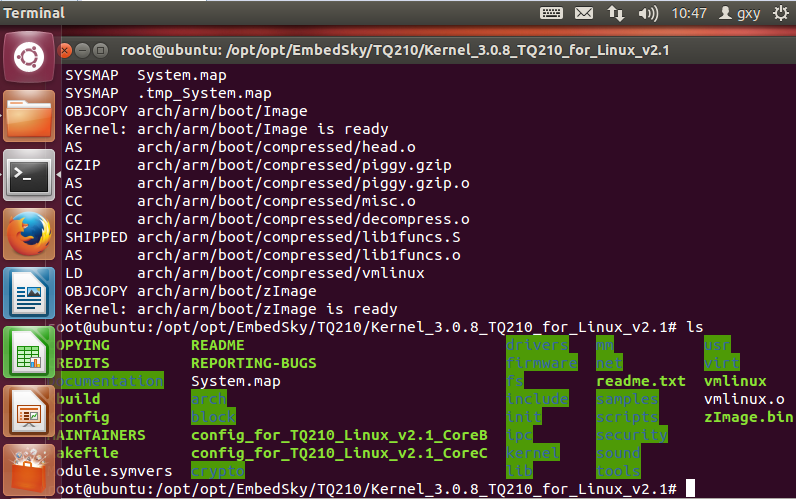 Terminal 10:47 gxy
root@ubuntu: /opt/opt/EmbedSky/TQ210/Kernel_3.0.8_TQ210_for_Linux_v2.1
SYSMAP System.map
SYSMAP .tmp_System.map
OBJCOPY arch/arm/boot/Image
Kernel: arch/arm/boot/Image is ready
AS arch/arm/boot/compressed/head.o
GZIP arch/arm/boot/compressed/piggy.gzip
AS arch/arm/boot/compressed/piggy.gzip.o
CC arch/arm/boot/compressed/misc.o
CC arch/arm/boot/compressed/decompress.o
SHIPPED arch/arm/boot/compressed/lib1funcs.S
AS arch/arm/boot/compressed/lib1funcs.o
LD arch/arm/boot/compressed/vmlinux
OBJCOPY arch/arm/boot/zImage
Kernel: arch/arm/boot/zImage is ready
oot@ubuntu:/opt/opt/EmbedSky/TQ210/Kernel_3.0.8_TQ210_for_Linux_v2.1# ls
OPYING README drivers mm usr
REDITS REPORTING-BUGS firmware net virt
ocumentation System.map fs readme.txt vmlinux
build arch include samples vmlinux.o
config block init scripts zImage.bin
AINTAINERS config_for_TQ210_Linux_v2.1_CoreB ipc security
akefile config_for_TQ210_Linux_v2.1_CoreC kernel sound
odule.symvers crypto lib tools
oot@ubuntu:/opt/opt/EmbedSky/TQ210/Kernel_3.0.8_TQ210_for_Linux_v2.1#